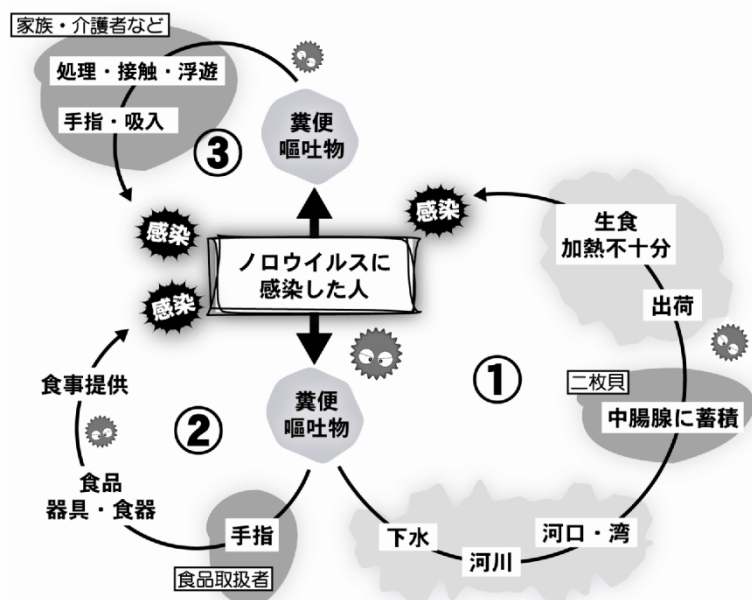 家族・介護者など
処理・接触・浮遊
手指・吸入
③
糞便
嘔吐物
感染
感染
ノロウイルスに
感染した人
感染
生食
加熱不十分
出荷
二枚貝
中腸腺に蓄積
①
糞便
嘔吐物
②
食事提供
食品
器具・食器
手指
食品取扱者
下水
河川
河口・湾